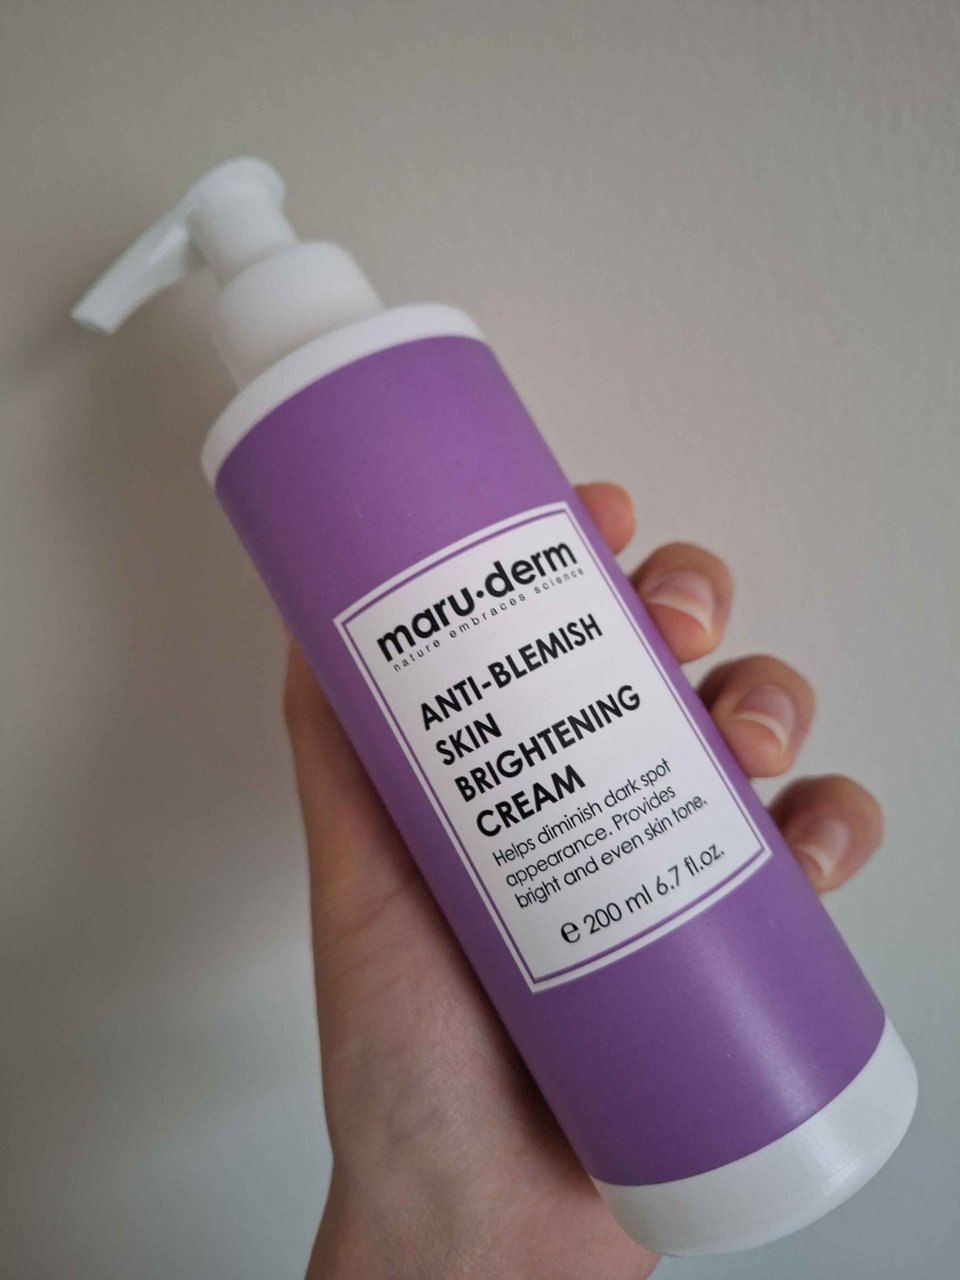 maru·derm
nature embraces science
ANTI-BLEMISH
SKIN
BRIGHTENING
CREAM
Helps diminish dark spot
appearance. Provides
bright and even skin tone.
℮ 200 ml 6.7 fl.oz.